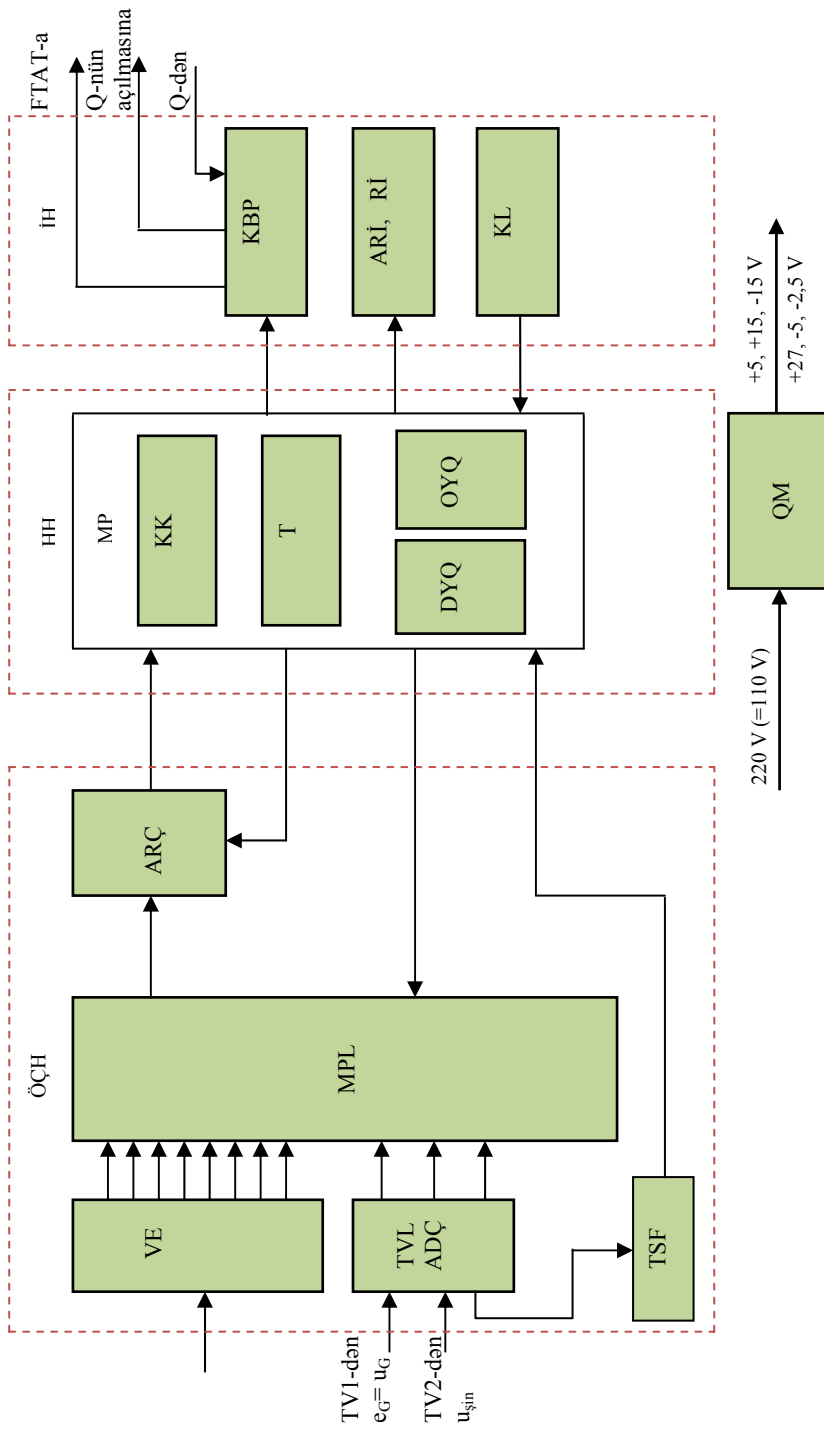 ÖÇH
HH
İH
VE
TVL
ADÇ
TSF
MPL
ARÇ
MP
KK
T
DYQ
OYQ
KBP
ARİ, Rİ
KL
FTAT-a
Q-nün
açılmasına
Q-dən
TV1-dən
eG= uG
TV2-dən
uşin
220 V (=110 V)
QM
+5, +15, -15 V
+27, -5, -2,5 V